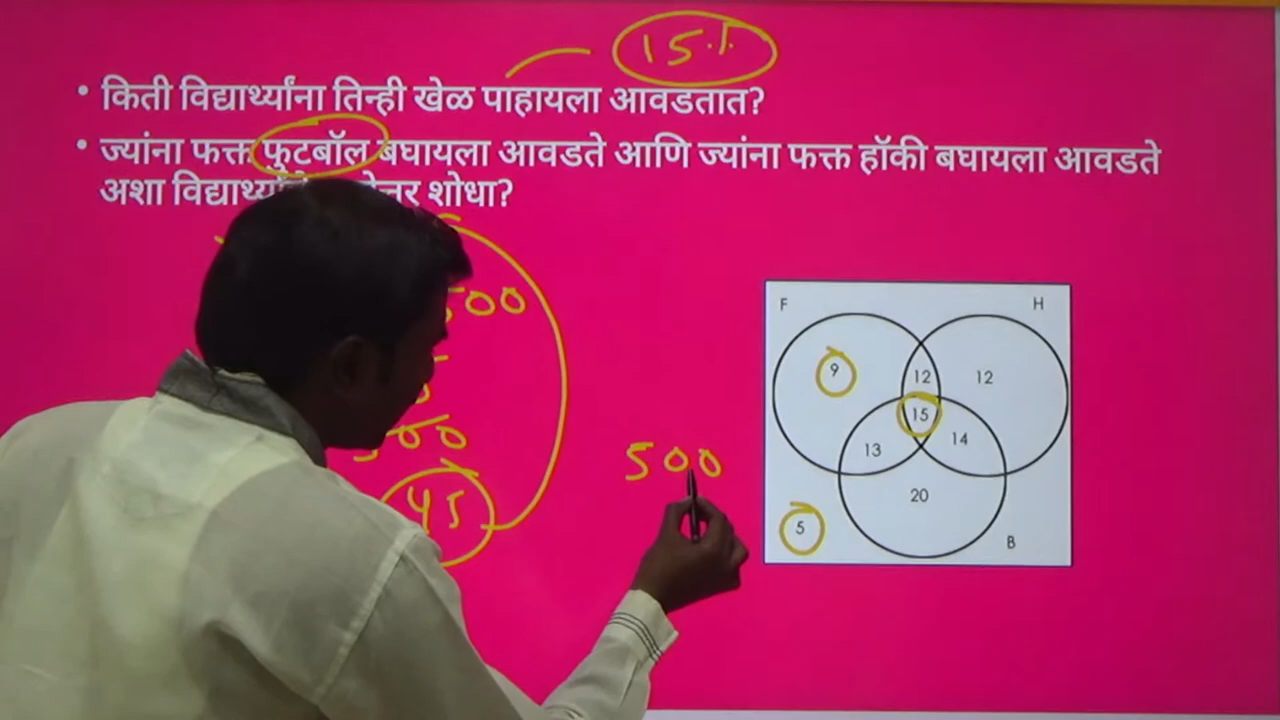 15%
• किती विद्यार्थ्यांना तिन्ही खेळ पाहायला आवडतात?
• ज्यांना फक्त फुटबॉल बघायला आवडते आणि ज्यांना फक्त हॉकी बघायला आवडते
अशा शोधा?
500
F H
9 12 12
15
13 14
45 500
20
5
B